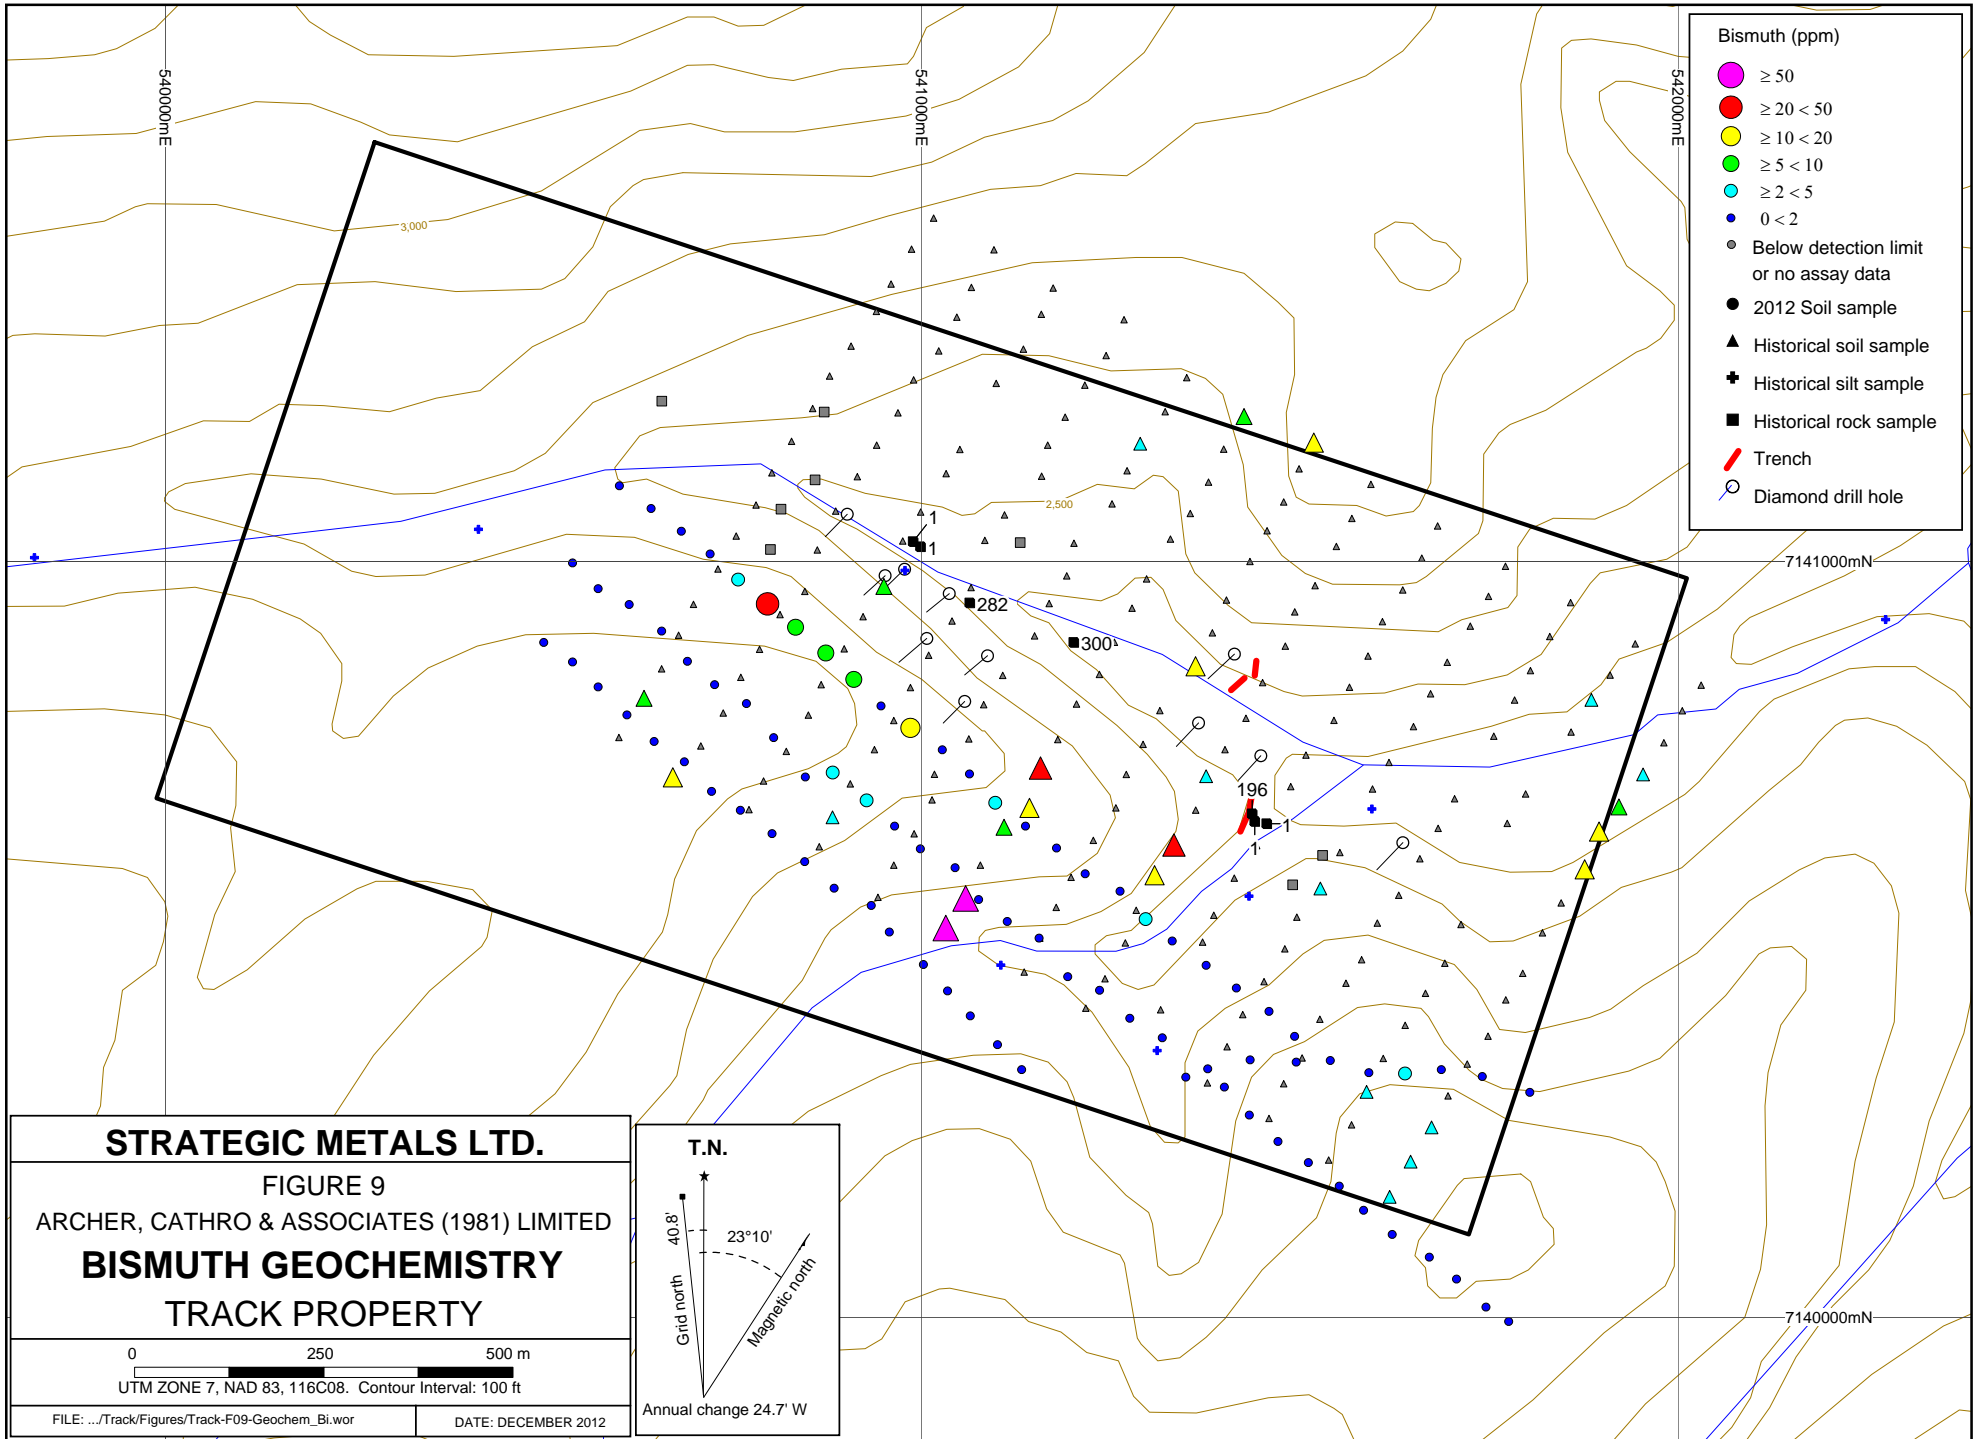 540000mE
541000mE
542000mE
Bismuth (ppm)
≥ 50
≥ 20 < 50
≥ 10 < 20
≥ 5 < 10
≥ 2 < 5
0 < 2
Below detection limit
or no assay data
2012 Soil sample
Historical soil sample
Historical silt sample
Historical rock sample
Trench
Diamond drill hole
3,000
2,500
1
1
7141000mN
282
300
196
1
1
7140000mN
STRATEGIC METALS LTD.
FIGURE 9
ARCHER, CATHRO & ASSOCIATES (1981) LIMITED
BISMUTH GEOCHEMISTRY
TRACK PROPERTY
0 250 500 m
UTM ZONE 7, NAD 83, 116C08. Contour Interval: 100 ft
FILE: .../Track/Figures/Track-F09-Geochem_Bi.wor
DATE: DECEMBER 2012
T.N.
40.8'
23°10'
Grid north
Magnetic north
Annual change 24.7' W